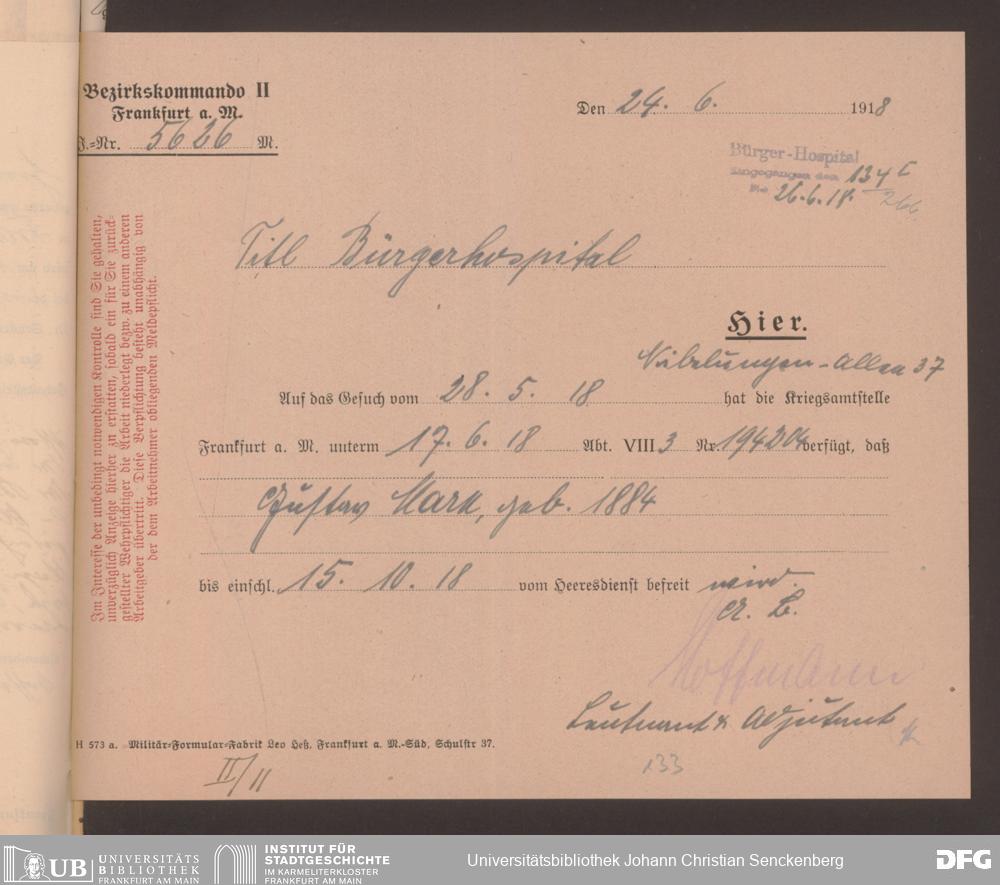 Bezirkskommando II
Frankfurt a. M.
J.=Nr. 5626 M.
Den 24. 6. 1918
Bürger-Hospital
Eingegangen den
No 26.6.18.
Titl Bürgerhospital
Hier.
Nibelungen-Allee 37
Auf das Gesuch vom 28. 5. 18 hat die Kriegsamtstelle
Frankfurt a. M. unterm 17. 6. 18 Abt. VIII 3 Nr. 194204 verfügt, daß
Gustav Mark, geb. 1884
bis einschl. 15. 10. 18 vom Heeresdienst befreit wird.
A. B.
Hoffmann
Leutnant & Adjutant
Im Interesse der unbedingt notwendigen Kontrolle sind Sie gehalten,
unverzüglich Anzeige hierher zu erstatten, sobald ein für Sie zurück=
gestellter Wehrpflichtiger die Arbeit niederlegt bezw. zu einem anderen
Arbeitgeber übertritt. Diese Verpflichtung besteht unabhängig von
der dem Arbeitnehmer obliegenden Meldepflicht.
H 573 a. Militär=Formular=Fabrik Leo Heß, Frankfurt a. M.=Süd, Schulstr 37.
II/11
133
UB UNIVERSITÄTS
BIBLIOTHEK
FRANKFURT AM MAIN
INSTITUT FÜR
STADTGESCHICHTE
IM KARMELITERKLOSTER
FRANKFURT AM MAIN
Universitätsbibliothek Johann Christian Senckenberg
DFG